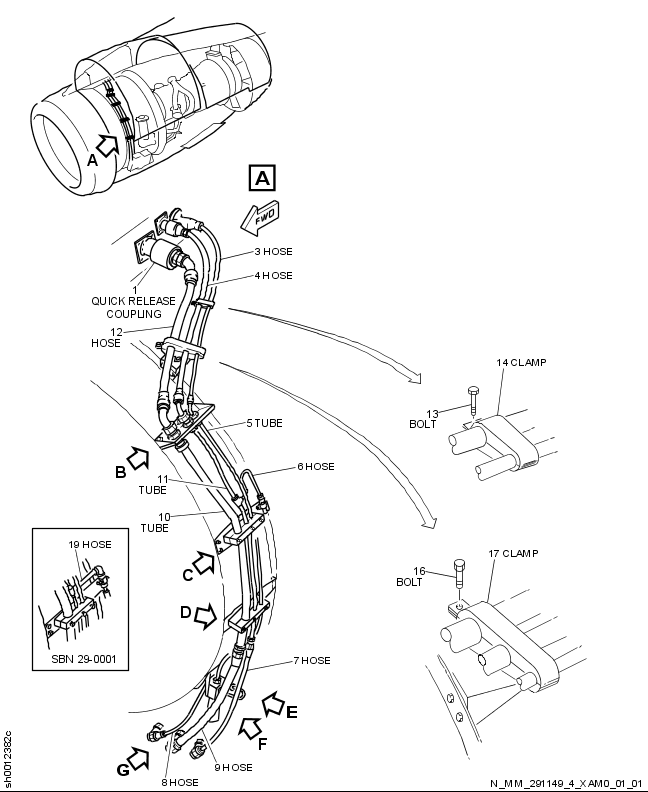 A
A
FWD
3 HOSE
4 HOSE
1
QUICK RELEASE
COUPLING
12
HOSE
14 CLAMP
13
BOLT
5 TUBE
B
6 HOSE
11
TUBE
10
TUBE
19 HOSE
C
17 CLAMP
16
BOLT
D
SBN 29-0001
7 HOSE
E
F
G
9 HOSE
8 HOSE
sh0012382c
N_MM_291149_4_XAM0_01_01